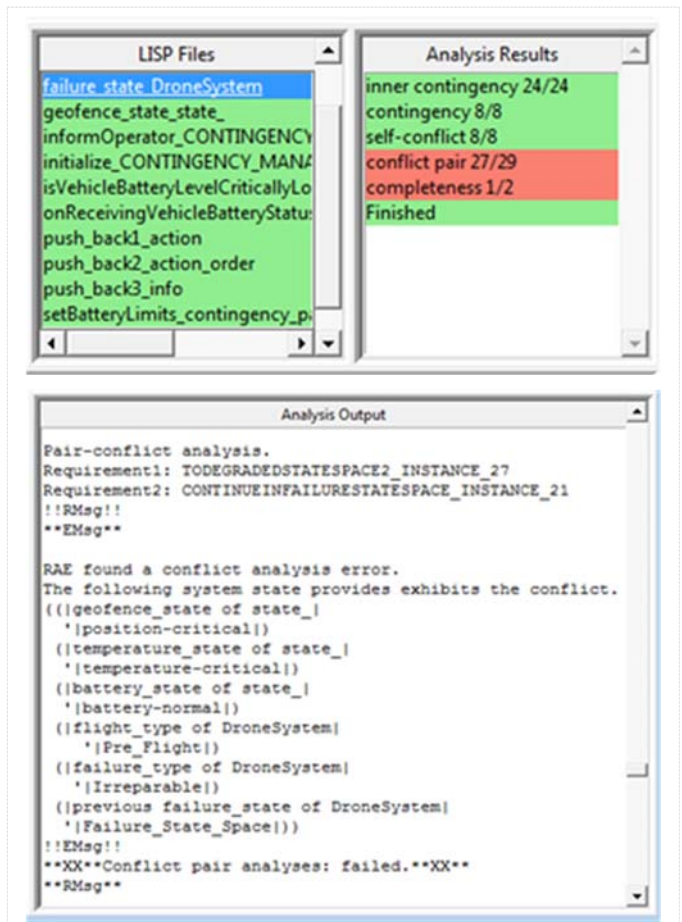 LISP Files
failure_state_DroneSystem
geofence_state_state_
informOperator_CONTINGENCY
initialize_CONTINGENCY_MANA
isVehicleBatteryLevelCriticallyLo
onReceivingVehicleBatteryStatu
push_back1_action
push_back2_action_order
push_back3_info
setBatteryLimits_contingency_p
Analysis Results
inner contingency 24/24
contingency 8/8
self-conflict 8/8
conflict pair 27/29
completeness 1/2
Finished
Analysis Output
Pair-conflict analysis.
Requirement1: TODEGRADEDSTATESPACE2_INSTANCE_27
Requirement2: CONTINUEINFAILURESTATESPACE_INSTANCE_21
!!RMsg!!
**EMsg**
RAE found a conflict analysis error.
The following system state provides exhibits the conflict.
((|geofence_state of state_|
'|position-critical|)
(|temperature_state of state_|
'|temperature-critical|)
(|battery_state of state_|
'|battery-normal|)
(|flight_type of DroneSystem|
'|Pre_Flight|)
(|failure_type of DroneSystem|
'|Irreparable|)
(|previous failure_state of DroneSystem|
'|Failure_State_Space|))
!!EMsg!!
**XX**Conflict pair analyses: failed.**XX**
**RMsg**